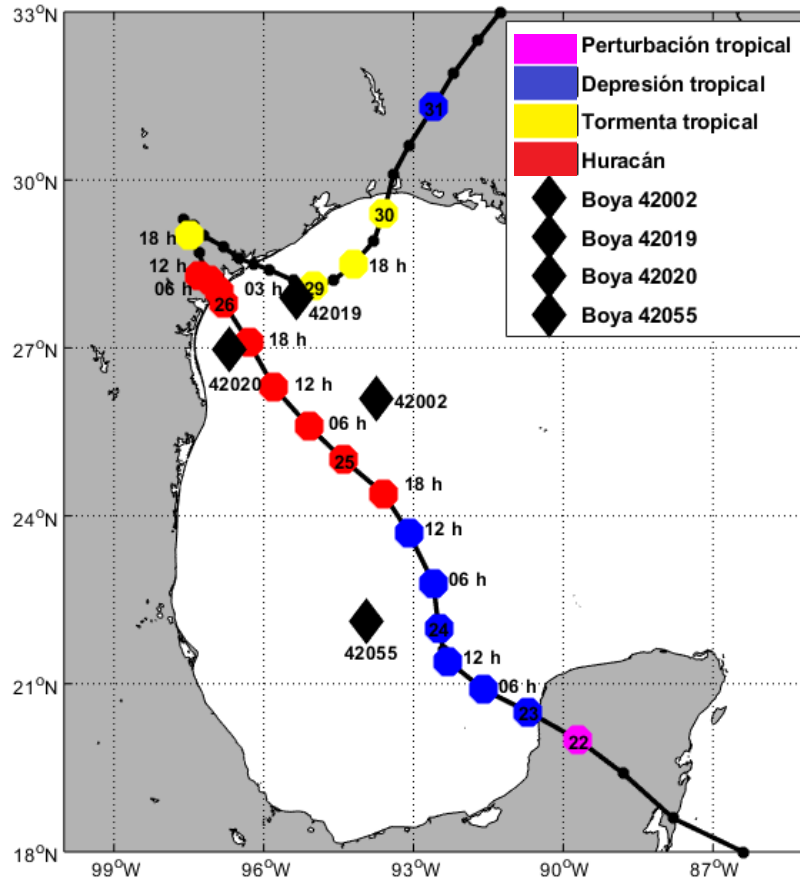 33°N
30°N
27°N
24°N
21°N
18°N
99°W
96°W
93°W
90°W
87°W
Perturbación tropical
Depresión tropical
Tormenta tropical
Huracán
Boya 42002
Boya 42019
Boya 42020
Boya 42055
31
30
18 h
29
03 h
42019
18 h
12 h
06 h
26
18 h
42020
12 h
42002
06 h
25
18 h
12 h
06 h
24
42055
12 h
06 h
23
22